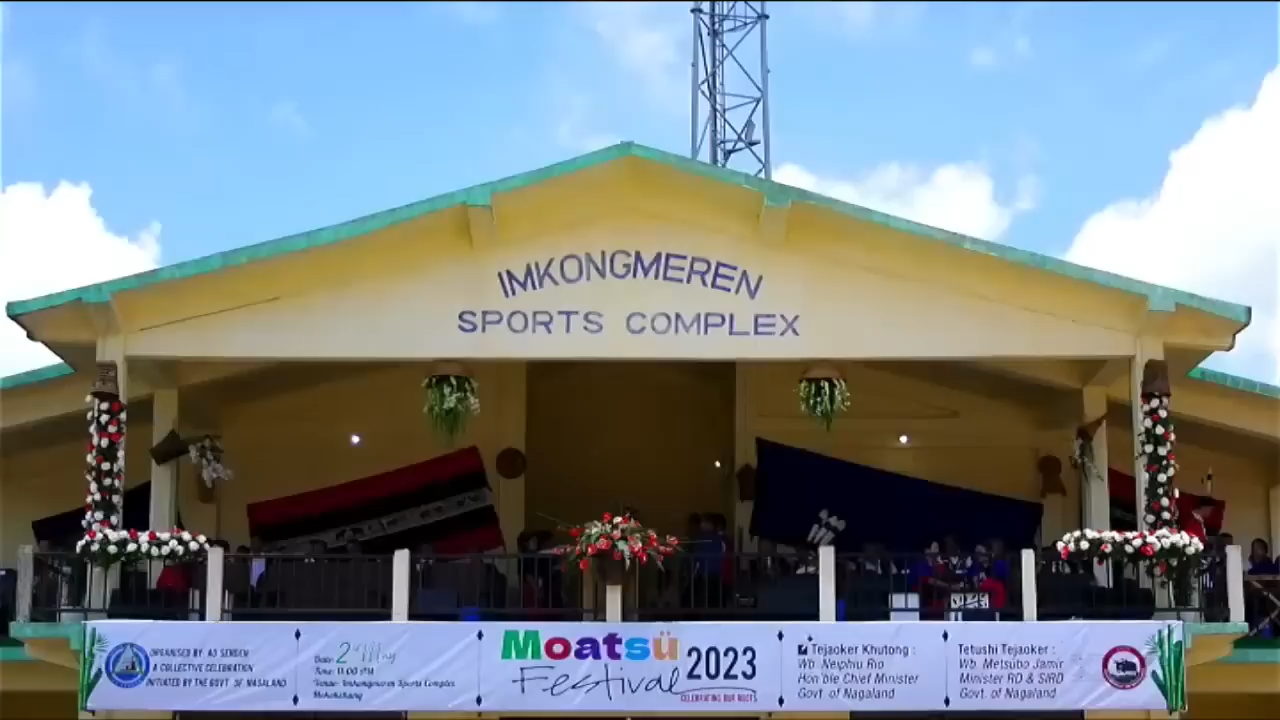 IMKONGMEREN
SPORTS COMPLEX
ORGANISED BY: AO SENDEN
A COLLECTIVE CELEBRATION
INITIATED BY THE GOVT. OF NAGALAND
Date: 2nd May
Time: 11:00 AM
Venue: Imkongmeren Sports Complex
Mokokchung
Moatsü
Festival 2023
CELEBRATING OUR ROOTS
Tejaoker Khutong :
Wb. Neiphiu Rio
Hon'ble Chief Minister
Govt. of Nagaland
Tetushi Tejaoker :
Wb. Metsubo Jamir
Minister RD & SIRD
Govt. of Nagaland